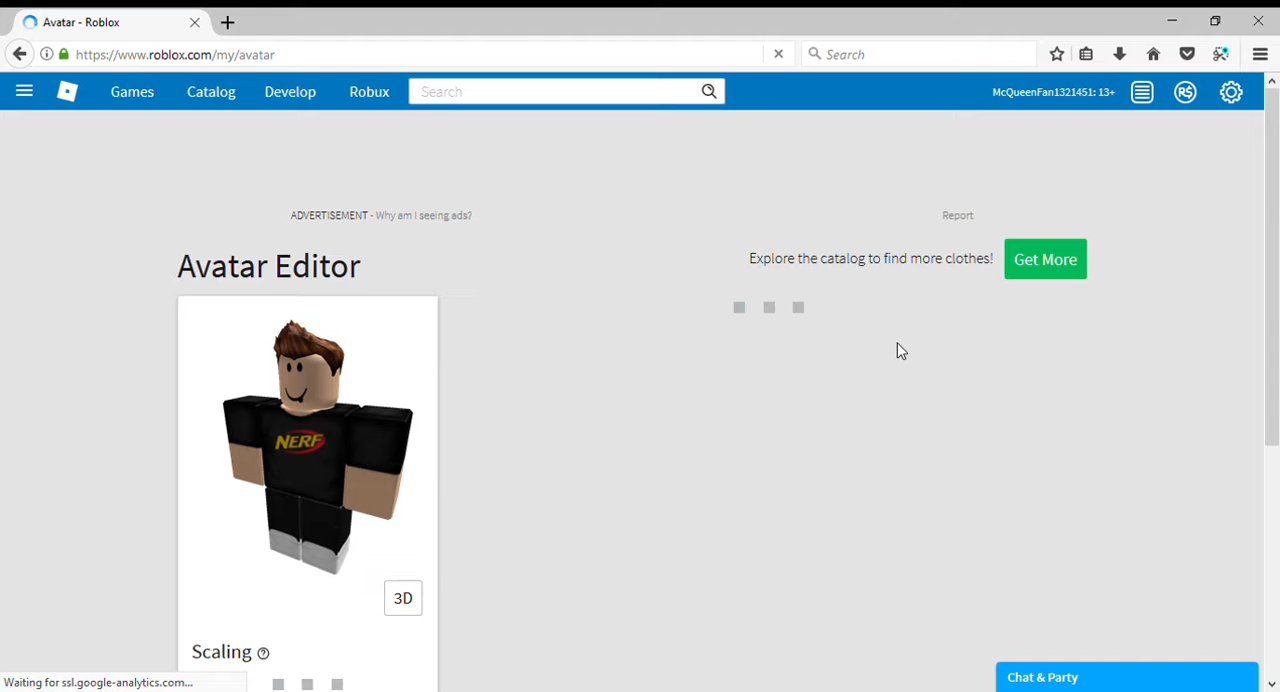 Avatar - Roblox
https://www.roblox.com/my/avatar
Search
Games Catalog Develop Robux Search McQueenFan1321451: 13+ R$
ADVERTISEMENT - Why am I seeing ads? Report
Avatar Editor
Explore the catalog to find more clothes! Get More
NERF
3D
Scaling
Waiting for ssl.google-analytics.com...
Chat & Party